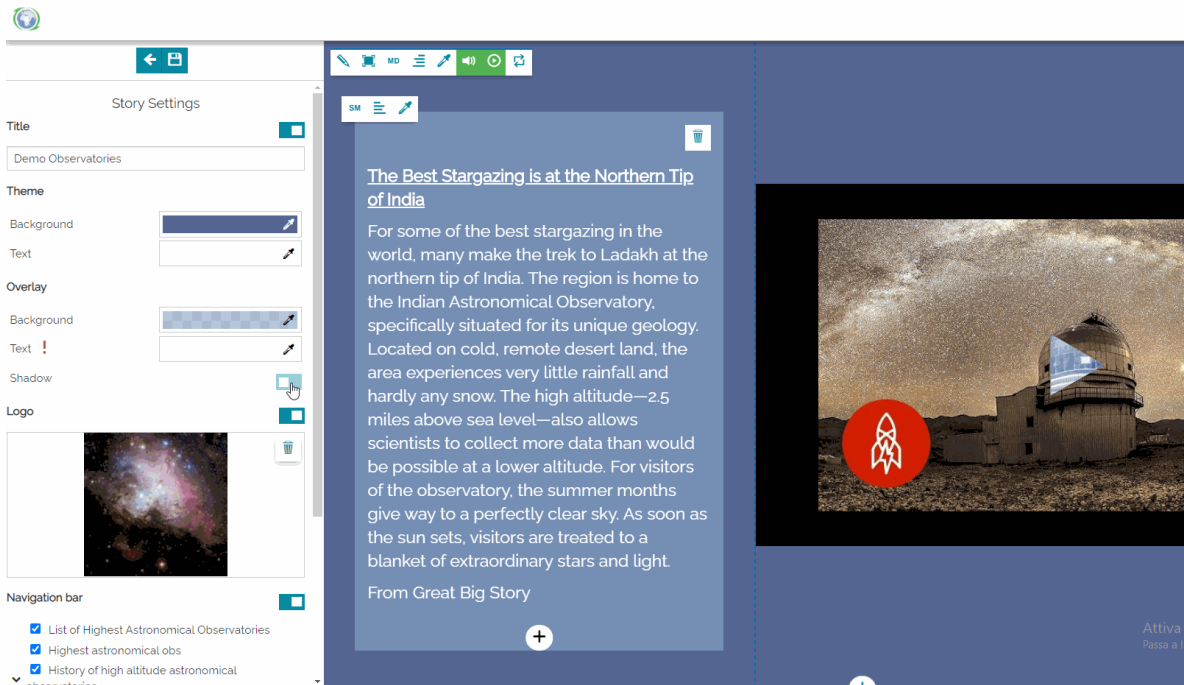 Story Settings
Title
Demo Observatories
Theme
Background
Text
Overlay
Background
Text !
Shadow
Logo
Navigation bar
List of Highest Astronomical Observatories
Highest astronomical obs
History of high altitude astronomical
MD
SM
The Best Stargazing is at the Northern Tip
of India
For some of the best stargazing in the
world, many make the trek to Ladakh at the
northern tip of India. The region is home to
the Indian Astronomical Observatory,
specifically situated for its unique geology.
Located on cold, remote desert land, the
area experiences very little rainfall and
hardly any snow. The high altitude—2.5
miles above sea level—also allows
scientists to collect more data than would
be possible at a lower altitude. For visitors
of the observatory, the summer months
give way to a perfectly clear sky. As soon as
the sun sets, visitors are treated to a
blanket of extraordinary stars and light.
From Great Big Story
Attiva
Passa a